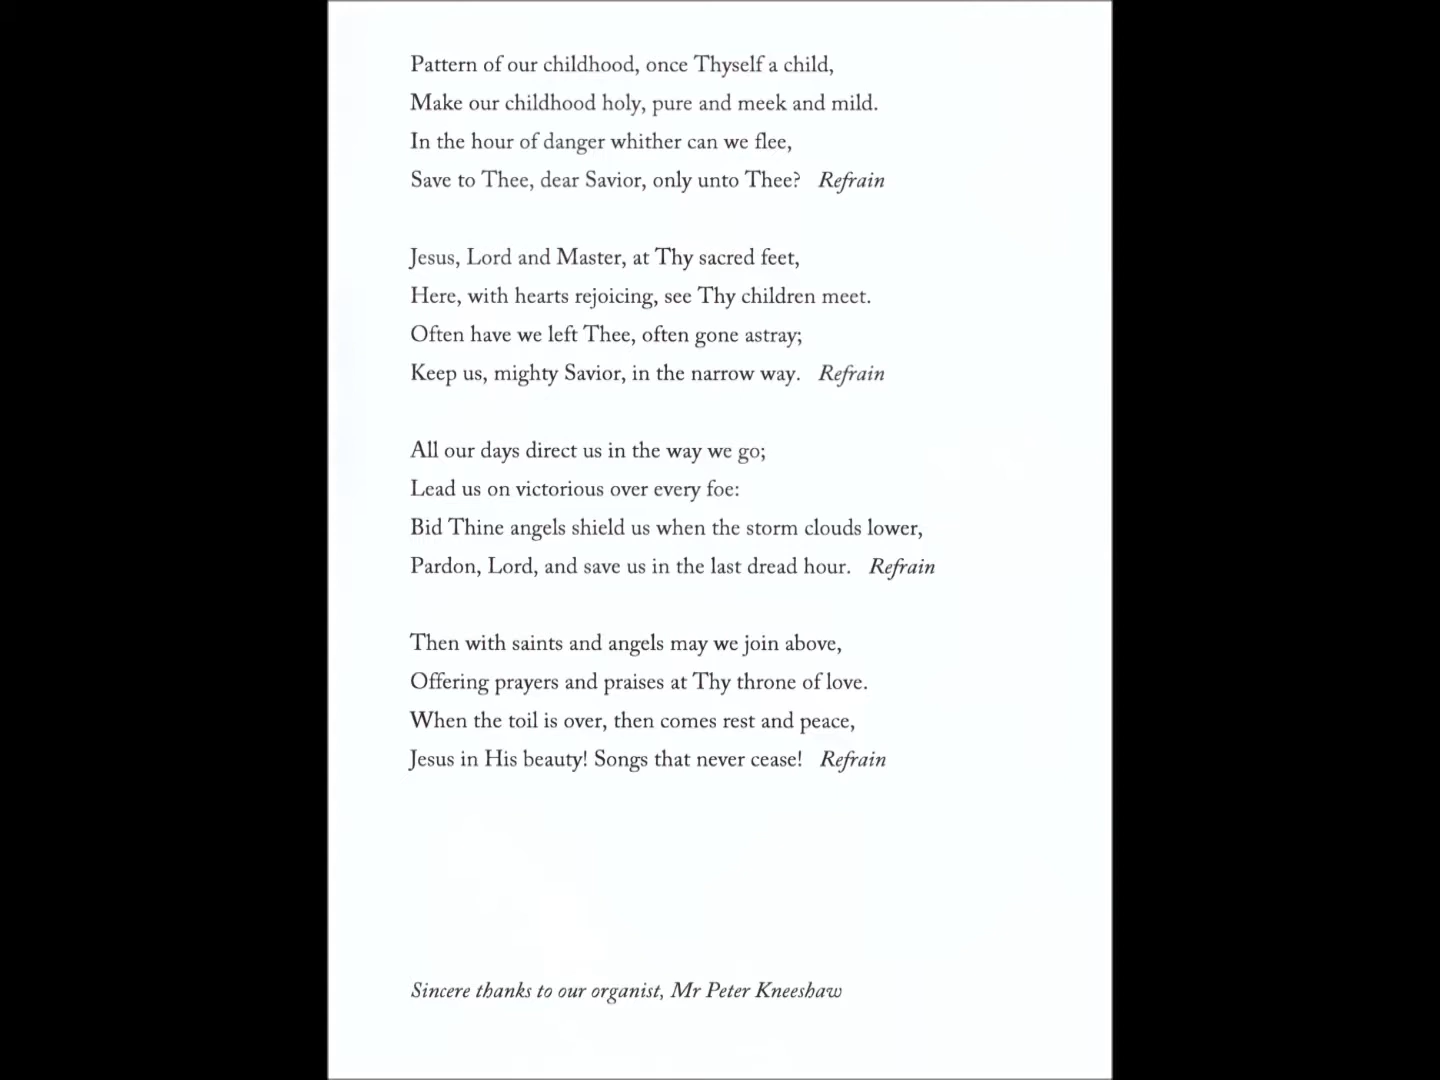 Pattern of our childhood, once Thyself a child,
Make our childhood holy, pure and meek and mild.
In the hour of danger whither can we flee,
Save to Thee, dear Savior, only unto Thee? Refrain
Jesus, Lord and Master, at Thy sacred feet,
Here, with hearts rejoicing, see Thy children meet.
Often have we left Thee, often gone astray;
Keep us, mighty Savior, in the narrow way. Refrain
All our days direct us in the way we go;
Lead us on victorious over every foe:
Bid Thine angels shield us when the storm clouds lower,
Pardon, Lord, and save us in the last dread hour. Refrain
Then with saints and angels may we join above,
Offering prayers and praises at Thy throne of love.
When the toil is over, then comes rest and peace,
Jesus in His beauty! Songs that never cease! Refrain
Sincere thanks to our organist, Mr Peter Kneeshaw